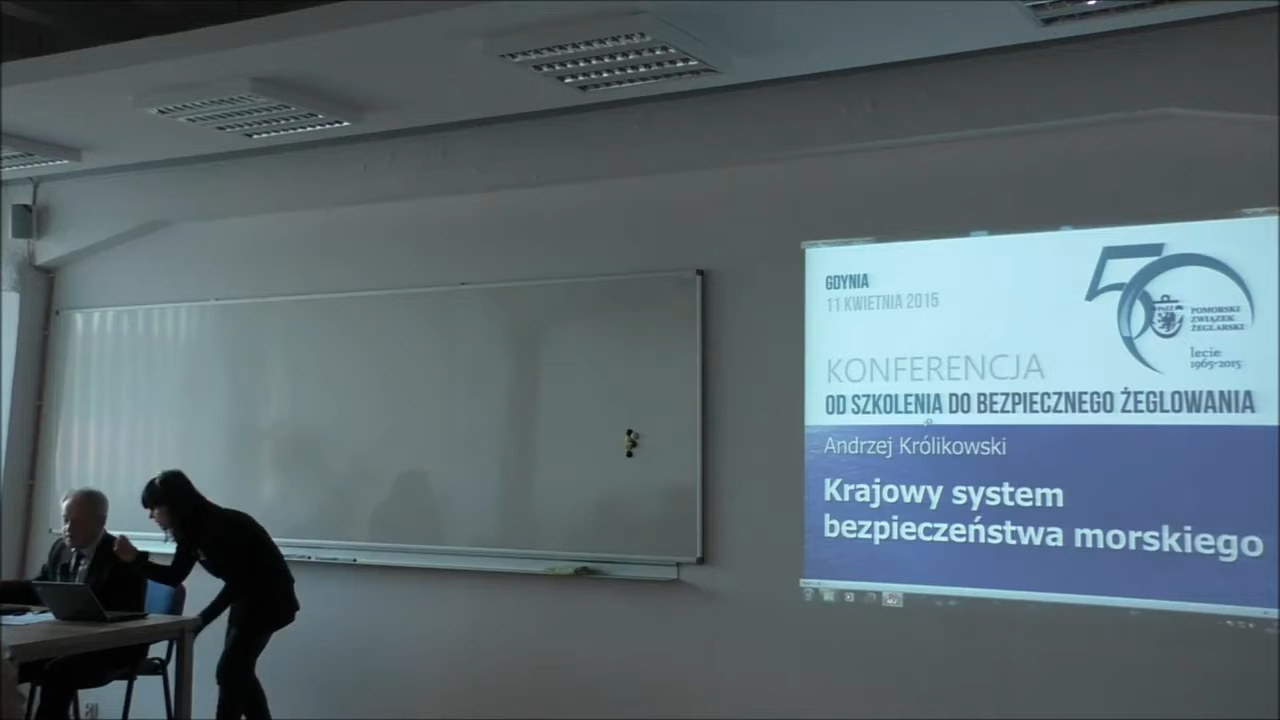 GDYNIA
11 KWIETNIA 2015
50
POMORSKI
ZWIĄZEK
ŻEGLARSKI
lecie
1965-2015
KONFERENCJA
OD SZKOLENIA DO BEZPIECZNEGO ŻEGLOWANIA
Andrzej Królikowski
Krajowy system
bezpieczeństwa morskiego